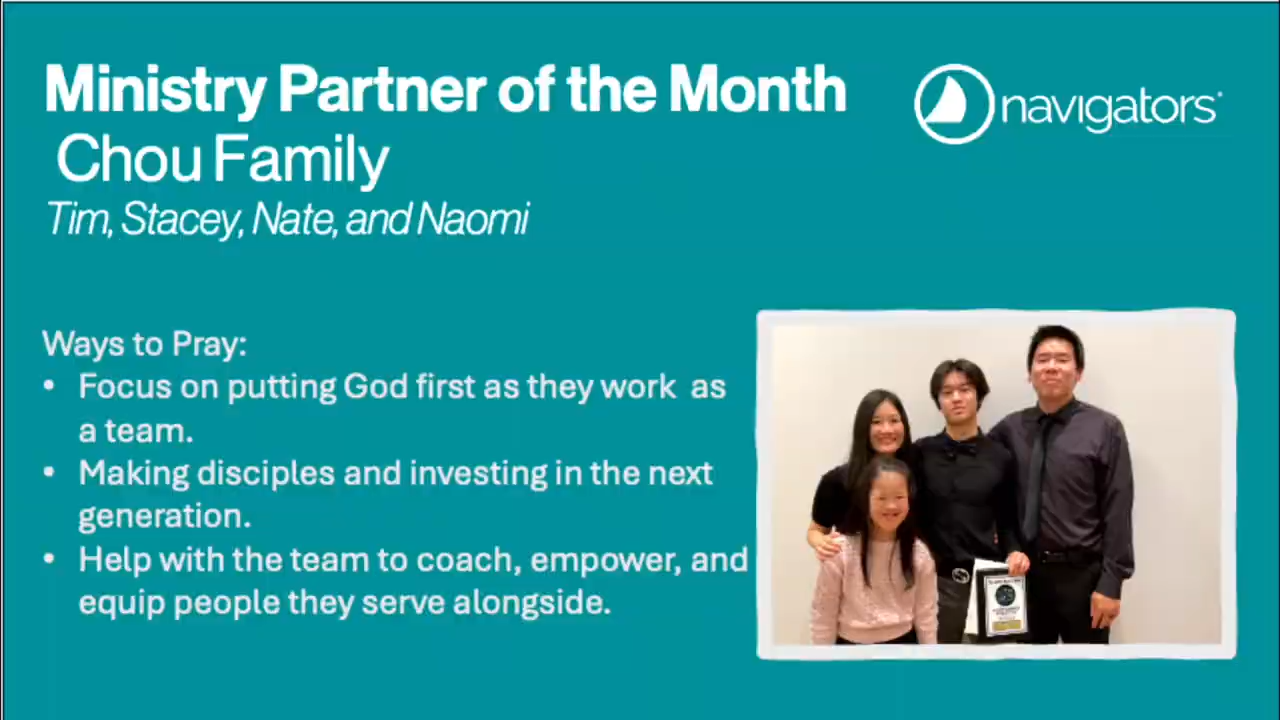 Ministry Partner of the Month
Chou Family
Tim, Stacey, Nate, and Naomi
navigators
Ways to Pray:
• Focus on putting God first as they work as
a team.
• Making disciples and investing in the next
generation.
• Help with the team to coach, empower, and
equip people they serve alongside.